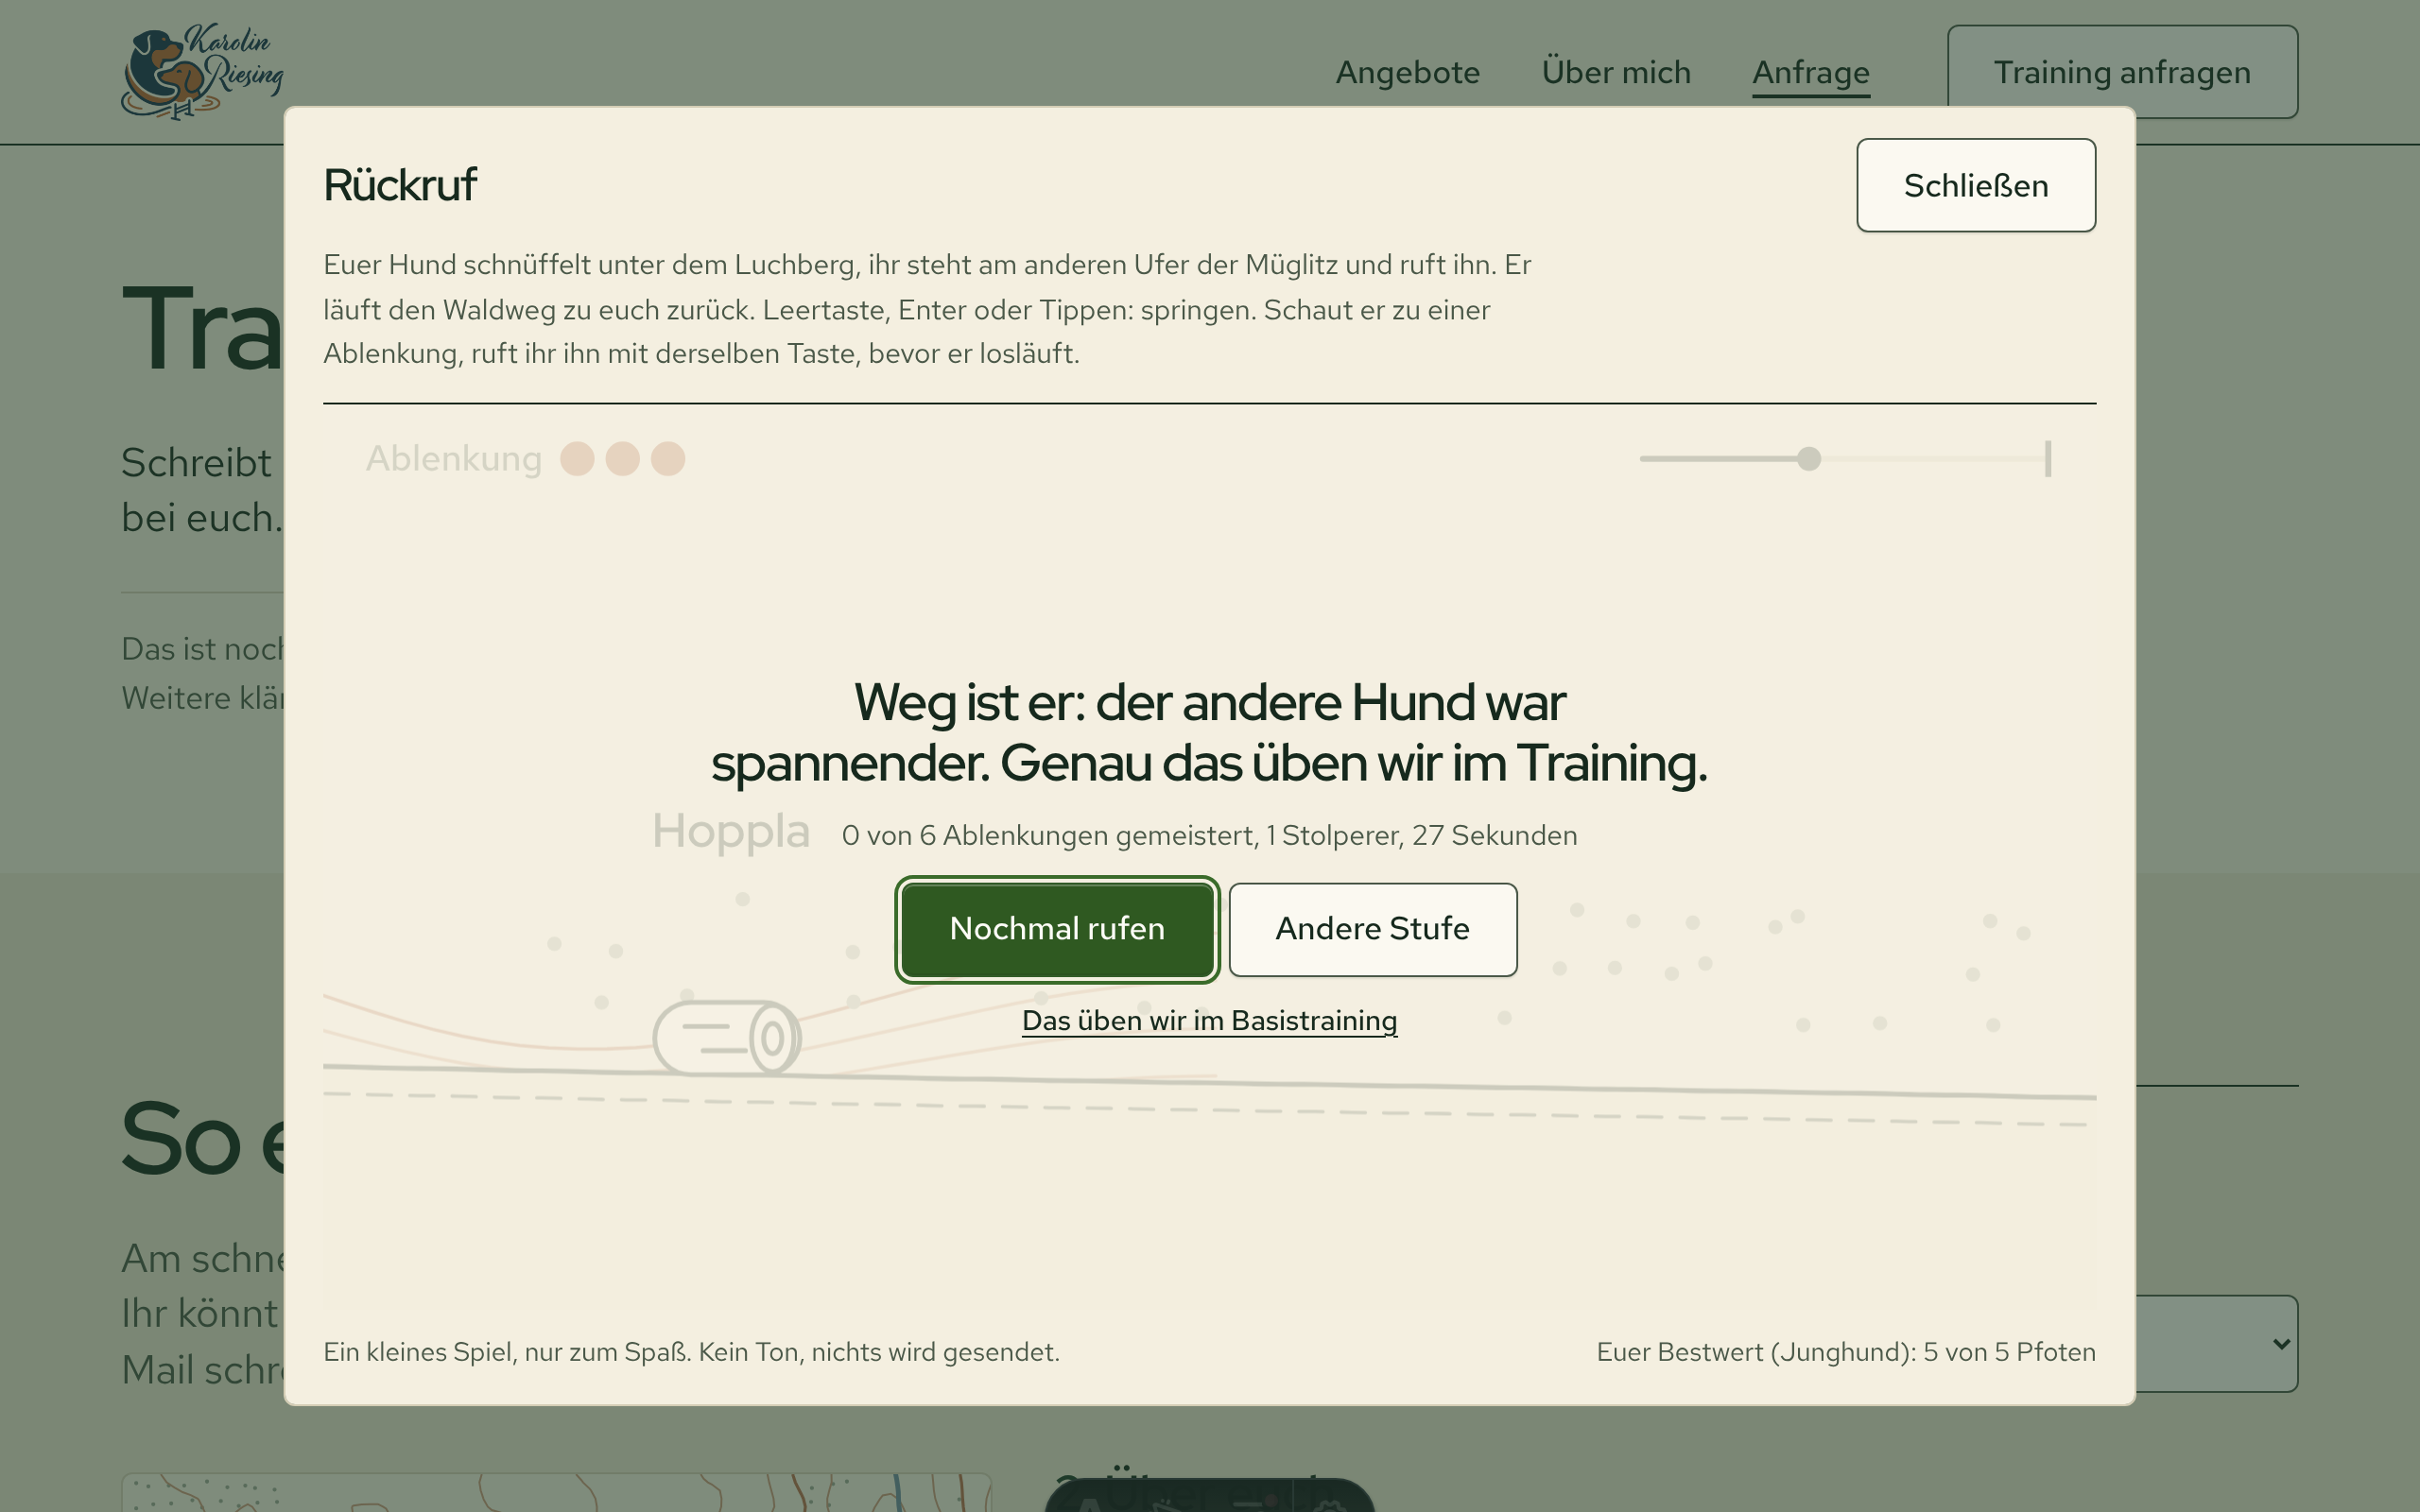 Karolin
Riesing
Angebote
Über mich
Anfrage
Training anfragen
Rückruf
Schließen
Euer Hund schnüffelt unter dem Luchberg, ihr steht am anderen Ufer der Müglitz und ruft ihn. Er
läuft den Waldweg zu euch zurück. Leertaste, Enter oder Tippen: springen. Schaut er zu einer
Ablenkung, ruft ihr ihn mit derselben Taste, bevor er losläuft.
Tra
Schreibt
bei euch.
Das ist noch
Weitere klär
Ablenkung
Weg ist er: der andere Hund war
spannender. Genau das üben wir im Training.
Hoppla
0 von 6 Ablenkungen gemeistert, 1 Stolperer, 27 Sekunden
Nochmal rufen
Andere Stufe
Das üben wir im Basistraining
So e
Am schne
Ihr könnt
Mail schre
Ein kleines Spiel, nur zum Spaß. Kein Ton, nichts wird gesendet.
Euer Bestwert (Junghund): 5 von 5 Pfoten